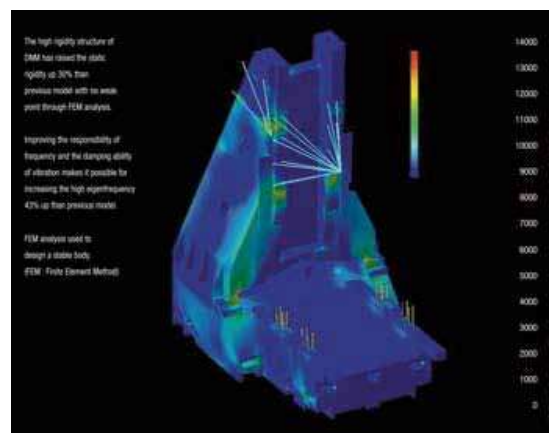 The high rigidity structure of
DMM has raised the static
rigidity up 30% than
previous model with no weak
point through FEM analysis.
Improving the responsibility of
frequency and the damping ability
of vibration makes it possible for
increasing the high eigenfrequency
43% up than previous model.
FEM analysis used to
design a stable body.
(FEM : Finite Element Method)
14000
13000
12000
11000
10000
9000
8000
7000
6000
5000
4000
3000
2000
1000
0